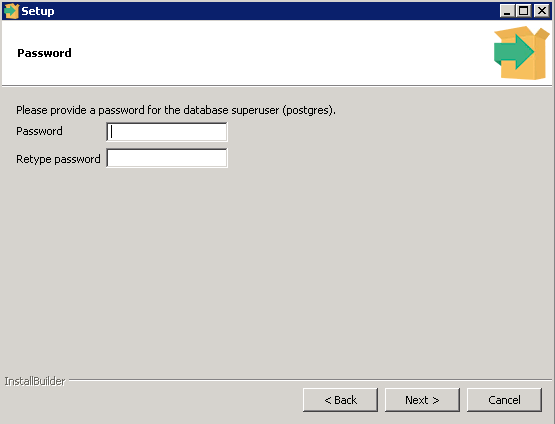 Setup
Password
Please provide a password for the database superuser (postgres).
Password
Retype password
InstallBuilder
< Back
Next >
Cancel